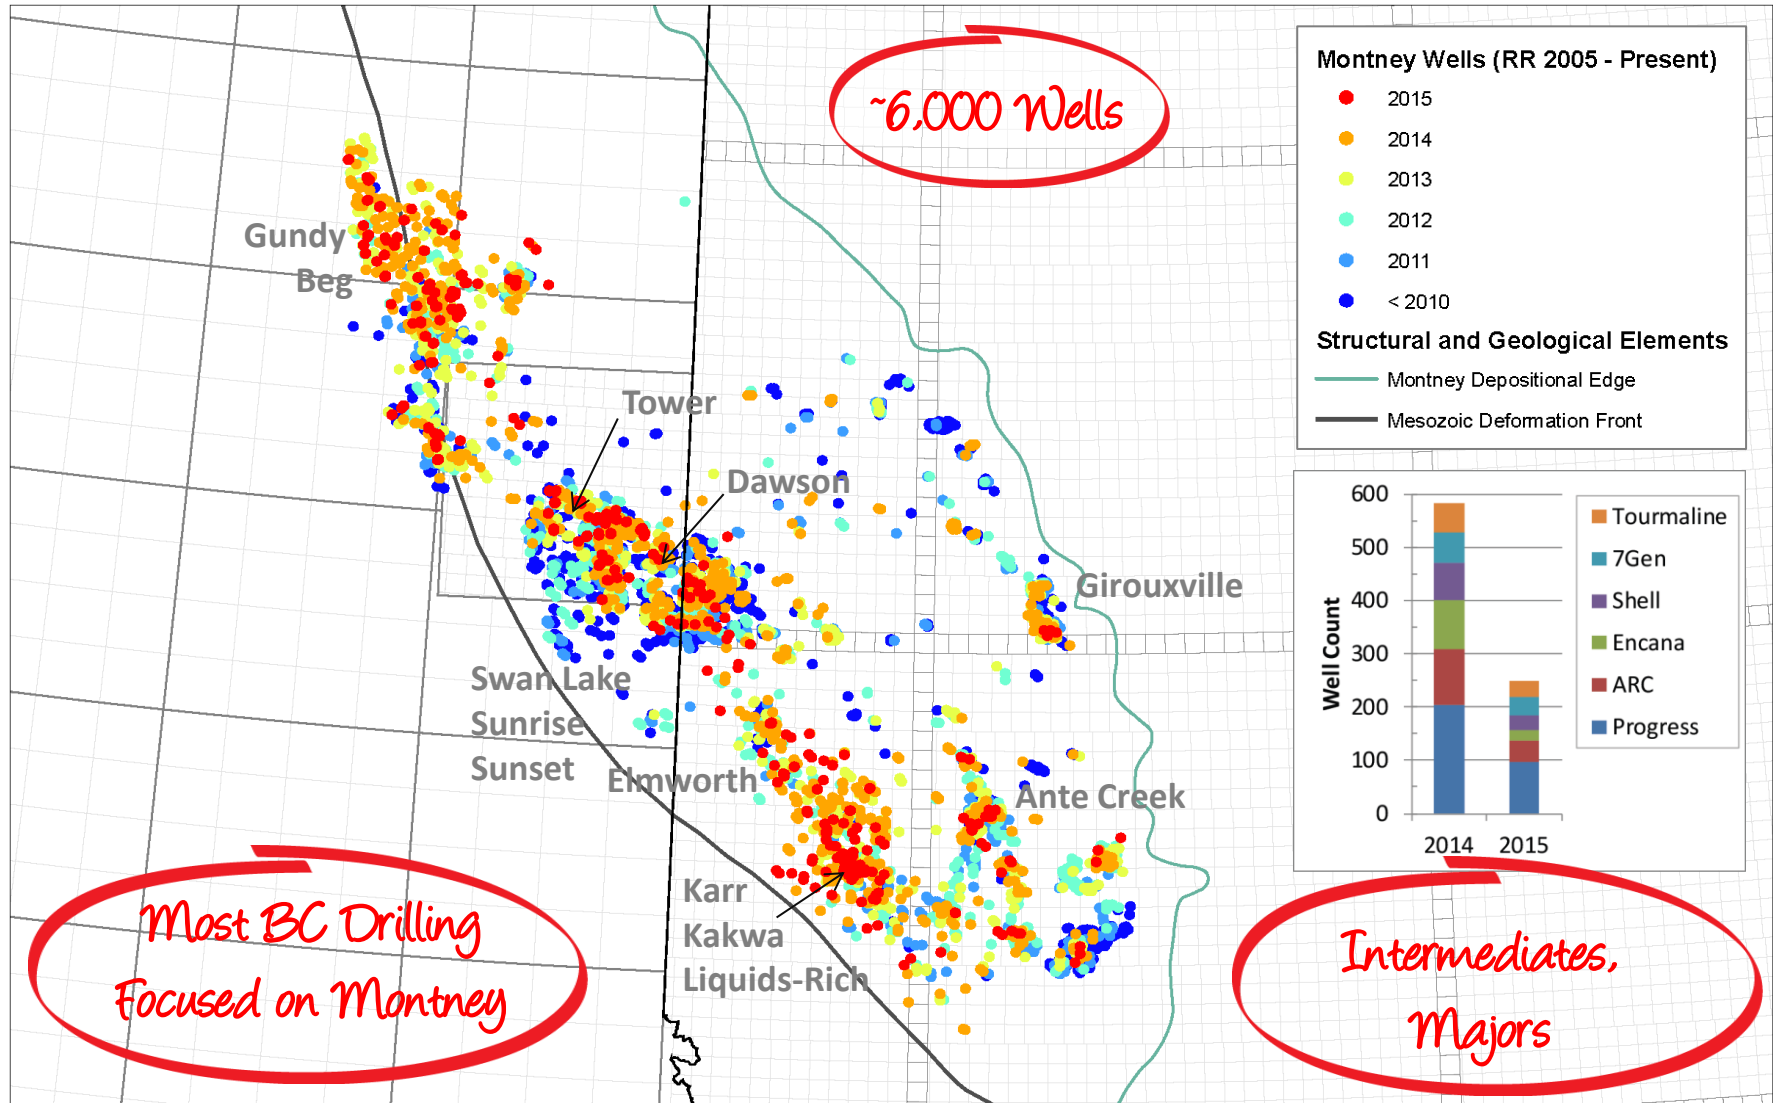 ~6,000 Wells
Montney Wells (RR 2005 - Present)
2015
2014
2013
2012
2011
< 2010
Structural and Geological Elements
Montney Depositional Edge
Mesozoic Deformation Front
Gundy
Beg
Tower
Dawson
Girouxville
Swan Lake
Sunrise
Sunset
Elmworth
Ante Creek
Karr
Kakwa
Liquids-Rich
600
500
400
300
200
100
0
Well Count
2014
2015
Tourmaline
7Gen
Shell
Encana
ARC
Progress
Most BC Drilling
Focused on Montney
Intermediates,
Majors